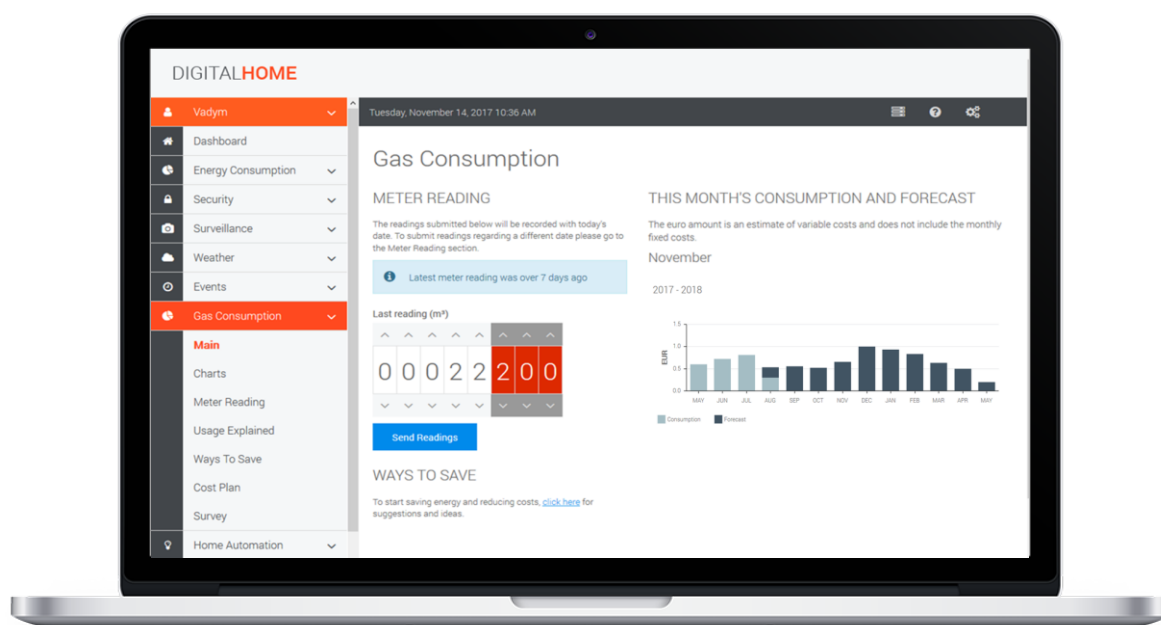 DIGITALHOME
Vadym
Dashboard
Energy Consumption
Security
Surveillance
Weather
Events
Gas Consumption
Main
Charts
Meter Reading
Usage Explained
Ways To Save
Cost Plan
Survey
Home Automation
Tuesday, November 14, 2017 10:36 AM
Gas Consumption
METER READING
The readings submitted below will be recorded with today's
date. To submit readings regarding a different date please go to
the Meter Reading section.
Latest meter reading was over 7 days ago
Last reading (m³)
0 0 0 2 2 2 0 0
Send Readings
WAYS TO SAVE
To start saving energy and reducing costs, click here for
suggestions and ideas.
THIS MONTH'S CONSUMPTION AND FORECAST
The euro amount is an estimate of variable costs and does not include the monthly
fixed costs.
November
2017 - 2018
EUR
1.5
1.0
0.5
0.0
MAY JUN JUL AUG SEP OCT NOV DEC JAN FEB MAR APR MAY
Consumption Forecast